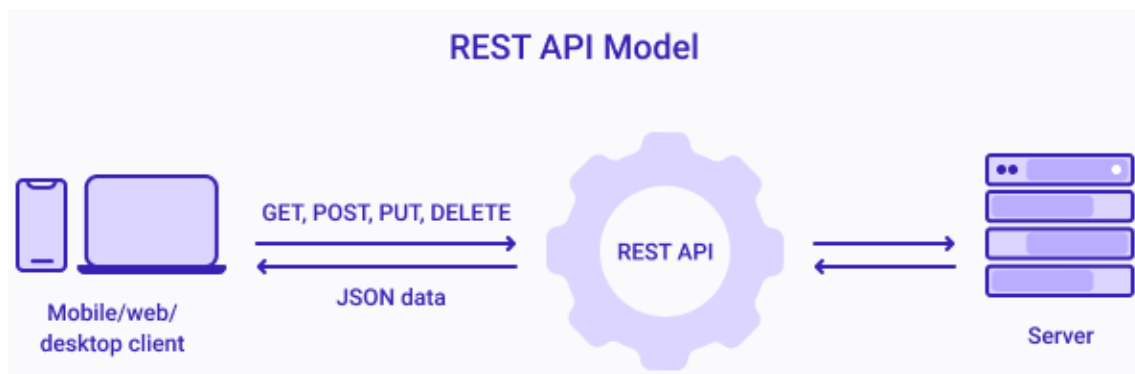 REST API Model
GET, POST, PUT, DELETE
REST API
JSON data
Mobile/web/
desktop client
Server